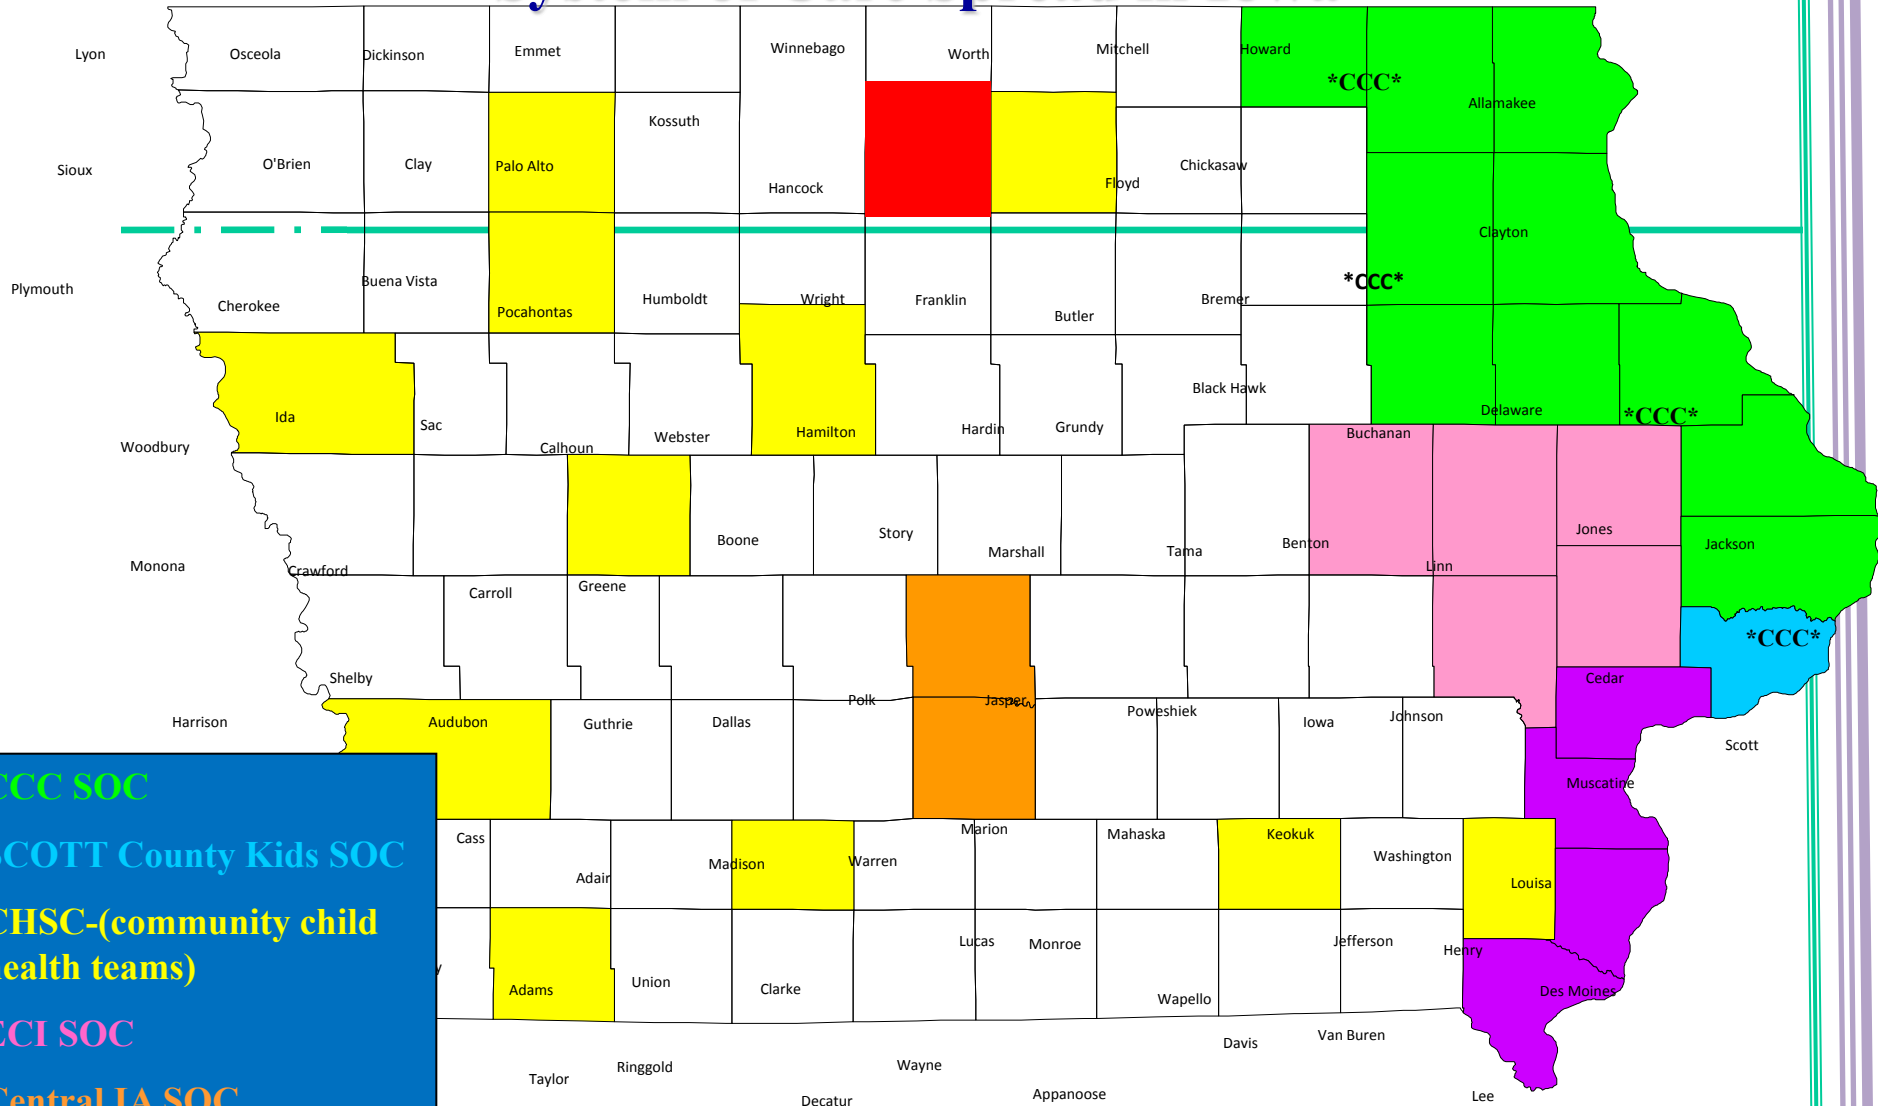 Lyon
Osceola
Dickinson
Emmet
Winnebago
Worth
Mitchell
Howard
*CCC*
Allamakee
Kossuth
Sioux
O'Brien
Clay
Palo Alto
Hancock
Floyd
Chickasaw
Clayton
Plymouth
Cherokee
Buena Vista
Pocahontas
Humboldt
Wright
Franklin
Butler
Bremer
*CCC*
Woodbury
Ida
Sac
Calhoun
Webster
Hamilton
Hardin
Grundy
Black Hawk
Buchanan
Delaware
*CCC*
Monona
Crawford
Carroll
Greene
Boone
Story
Marshall
Tama
Benton
Linn
Jones
Jackson
*CCC*
Harrison
Shelby
Audubon
Guthrie
Dallas
Polk
Jasper
Poweshiek
Iowa
Johnson
Cedar
Scott
Muscatine
Cass
Adair
Madison
Warren
Marion
Mahaska
Keokuk
Washington
Louisa
Adams
Union
Clarke
Lucas
Monroe
Wapello
Jefferson
Henry
Des Moines
Taylor
Ringgold
Decatur
Wayne
Appanoose
Davis
Van Buren
Lee
CCC SOC
SCOTT County Kids SOC
CHSC-(community child
health teams)
ECI SOC
Central IA SOC